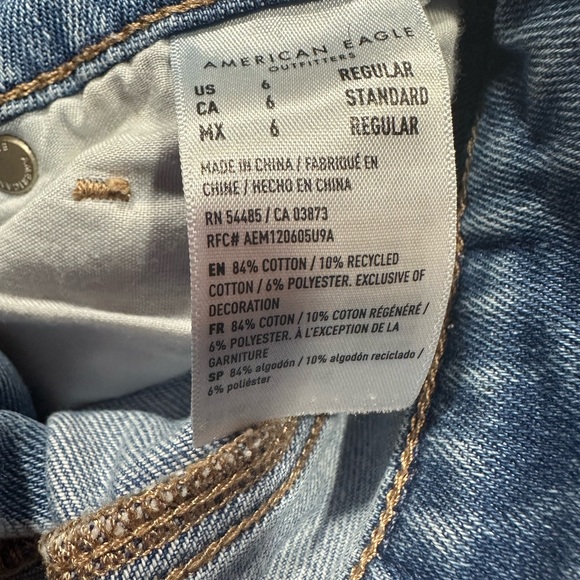 AMERICAN EAGLE
OUTFITTERS
US 6 REGULAR
CA 6 STANDARD
MX 6 REGULAR
MADE IN CHINA / FABRIQUÉ EN
CHINE / HECHO EN CHINA
RN 54485 / CA 03873
RFC# AEM120605U9A
EN 84% COTTON / 10% RECYCLED
COTTON / 6% POLYESTER. EXCLUSIVE OF
DECORATION
FR 84% COTON / 10% COTON RÉGÉNÉRÉ /
6% POLYESTER. À L'EXCEPTION DE LA
GARNITURE
SP 84% algodón / 10% algodón reciclado /
6% poliéster